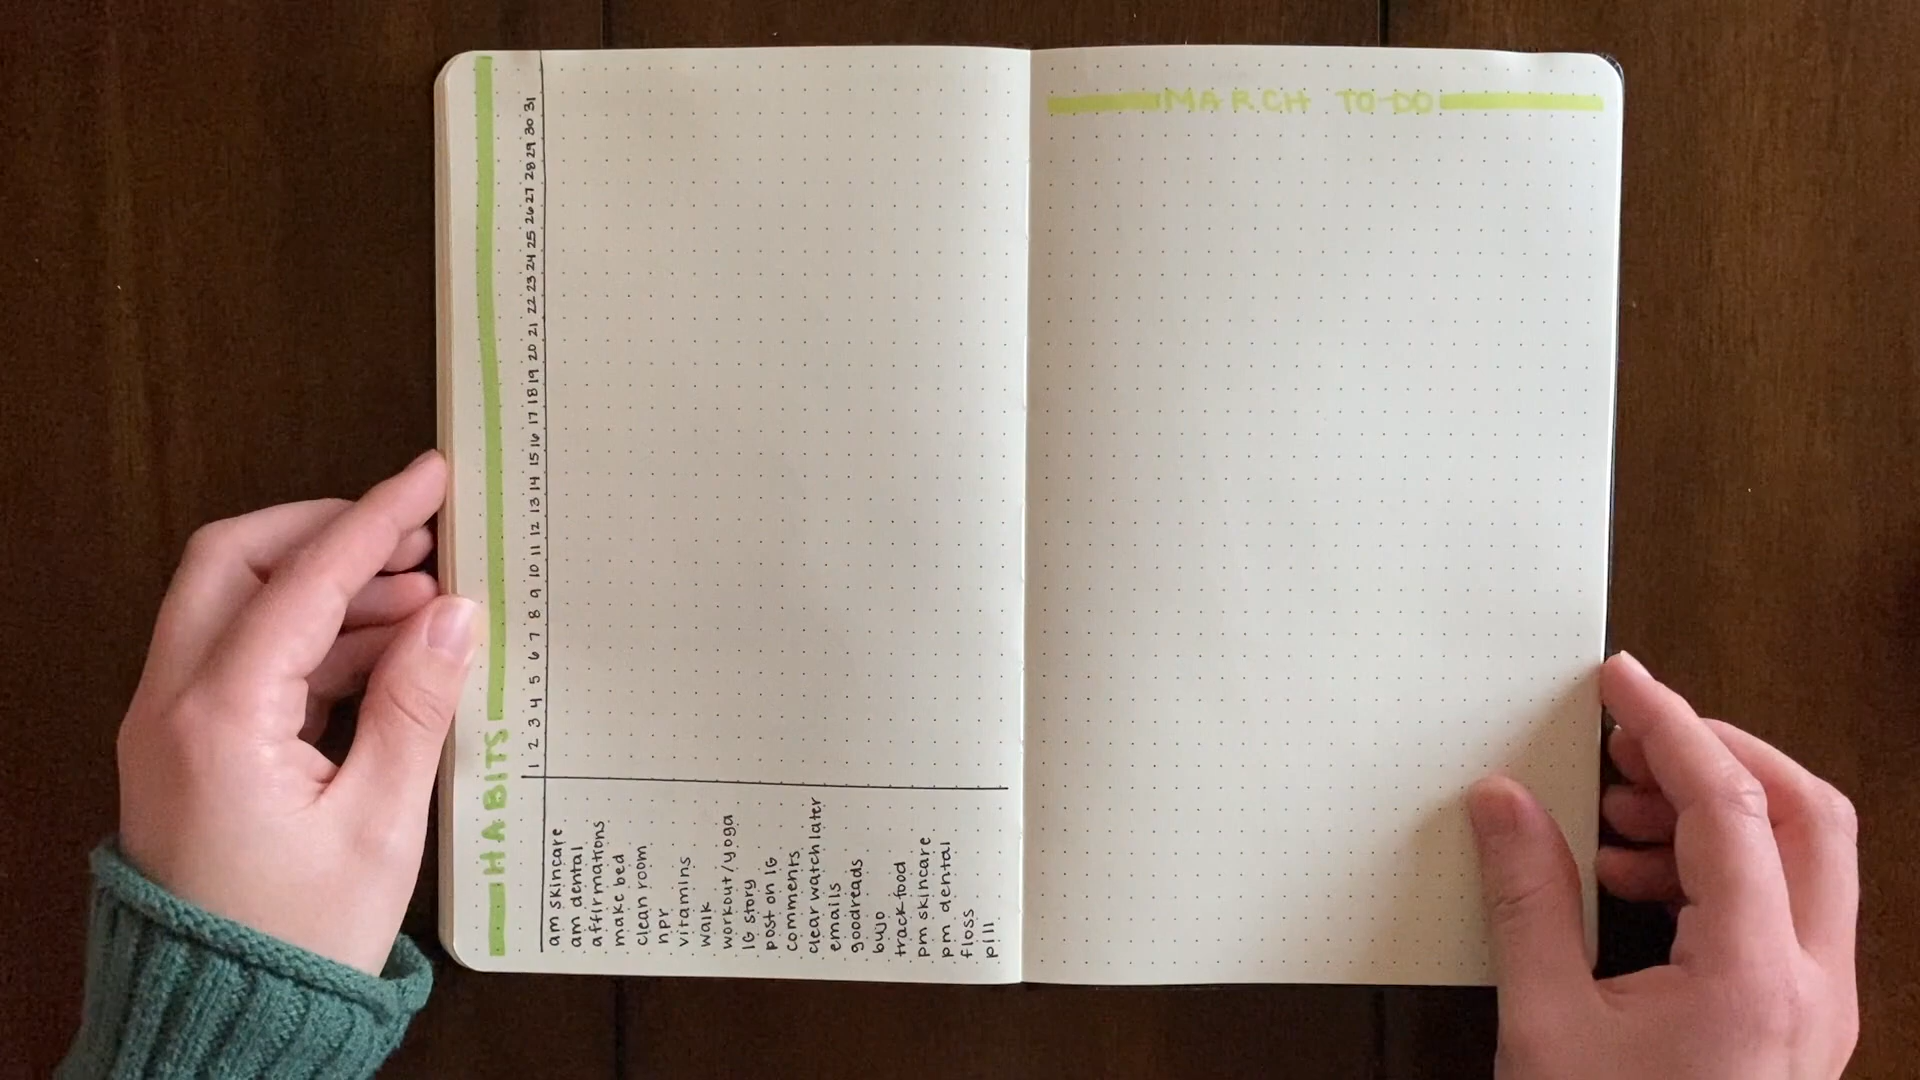 HABITS
1 2 3 4 5 6 7 8 9 10 11 12 13 14 15 16 17 18 19 20 21 22 23 24 25 26 27 28 29 30 31
am skincare
am dental
affirmations
make bed
clean room
npr
vitamins
walk
workout/yoga
IG story
post on IG
comments
clear watch later
emails
goodreads
bujo
track food
pm skincare
pm dental
floss
pill
MARCH TO DO